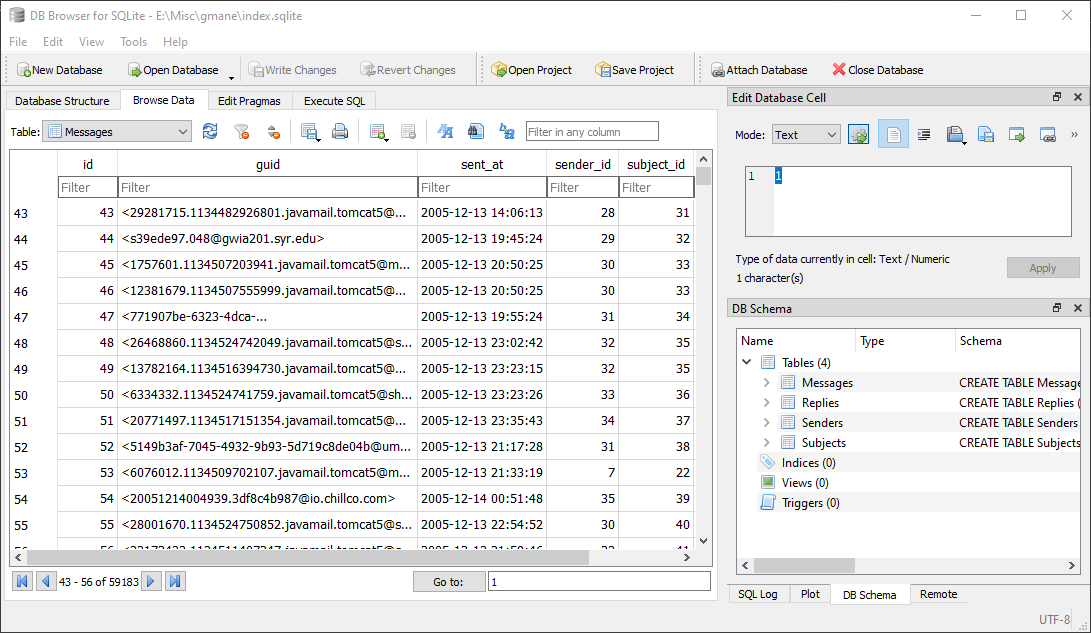 DB Browser for SQLite - E:\Misc\gmane\index.sqlite
File Edit View Tools Help
New Database Open Database Write Changes Revert Changes Open Project Save Project Attach Database Close Database
Database Structure Browse Data Edit Pragmas Execute SQL
Table: Messages Filter in any column
id guid sent_at sender_id subject_id
Filter Filter Filter Filter Filter
43 43 <29281715.1134482926801.javamail.tomcat5@... 2005-12-13 14:06:13 28 31
44 44 <s39ede97.048@gwia201.syr.edu> 2005-12-13 19:45:24 29 32
45 45 <1757601.1134507203941.javamail.tomcat5@m... 2005-12-13 20:50:25 30 33
46 46 <12381679.1134507555999.javamail.tomcat5@... 2005-12-13 20:50:25 30 33
47 47 <771907be-6323-4dca-... 2005-12-13 19:55:24 31 34
48 48 <26468860.1134524742049.javamail.tomcat5@s... 2005-12-13 23:02:42 32 35
49 49 <13782164.1134516394730.javamail.tomcat5@... 2005-12-13 23:23:15 32 35
50 50 <6334332.1134524741759.javamail.tomcat5@sh... 2005-12-13 23:23:26 33 36
51 51 <20771497.1134517151354.javamail.tomcat5@... 2005-12-13 23:35:43 34 37
52 52 <5149b3af-7045-4932-9b93-5d719c8de04b@um... 2005-12-13 21:17:28 31 38
53 53 <6076012.1134509702107.javamail.tomcat5@m... 2005-12-13 21:33:19 7 22
54 54 <20051214004939.3df8c4b987@io.chillco.com> 2005-12-14 00:51:48 35 39
55 55 <28001670.1134524750852.javamail.tomcat5@s... 2005-12-13 22:54:52 30 40
43 - 56 of 59183 Go to: 1
Edit Database Cell
Mode: Text
1 1
Type of data currently in cell: Text / Numeric
1 character(s)
Apply
DB Schema
Name Type Schema
Tables (4)
Messages CREATE TABLE Message
Replies CREATE TABLE Replies (
Senders CREATE TABLE Senders
Subjects CREATE TABLE Subjects
Indices (0)
Views (0)
Triggers (0)
SQL Log Plot DB Schema Remote
UTF-8